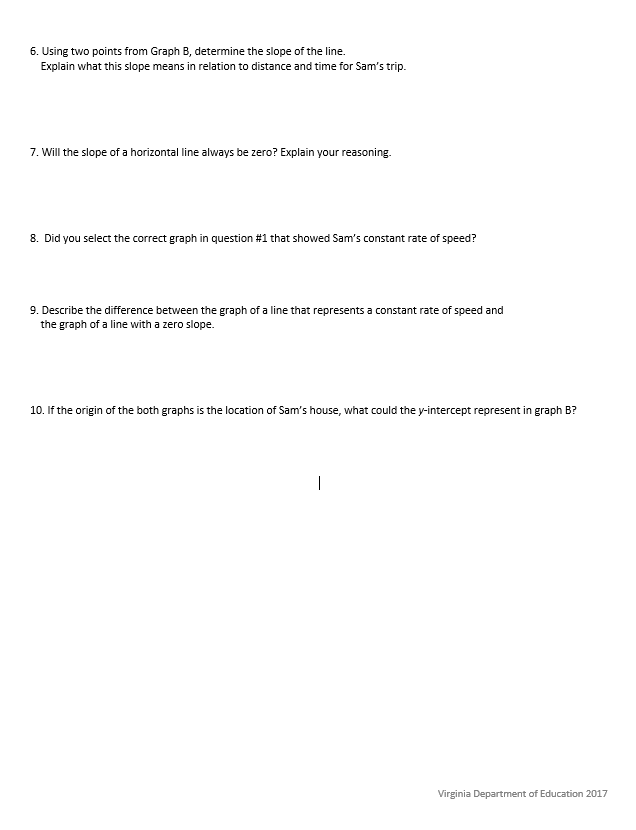 6. Using two points from Graph B, determine the slope of the line.
Explain what this slope means in relation to distance and time for Sam's trip.
7. Will the slope of a horizontal line always be zero? Explain your reasoning.
8.  Did you select the correct graph in question #1 that showed Sam's constant rate of speed?
9. Describe the difference between the graph of a line that represents a constant rate of speed and
the graph of a line with a zero slope.
10. If the origin of the both graphs is the location of Sam's house, what could the y-intercept represent in graph B?
Virginia Department of Education 2017